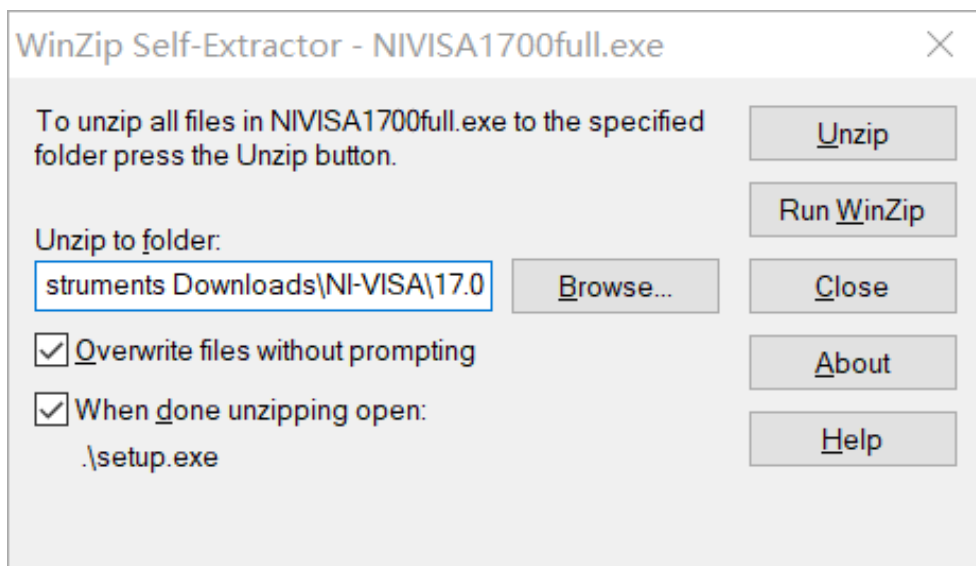 WinZip Self-Extractor - NIVISA1700full.exe
To unzip all files in NIVISA1700full.exe to the specified
folder press the Unzip button.
Unzip
Run WinZip
Unzip to folder:
struments Downloads\NI-VISA\17.0
Browse...
Close
Overwrite files without prompting
About
When done unzipping open:
.\setup.exe
Help